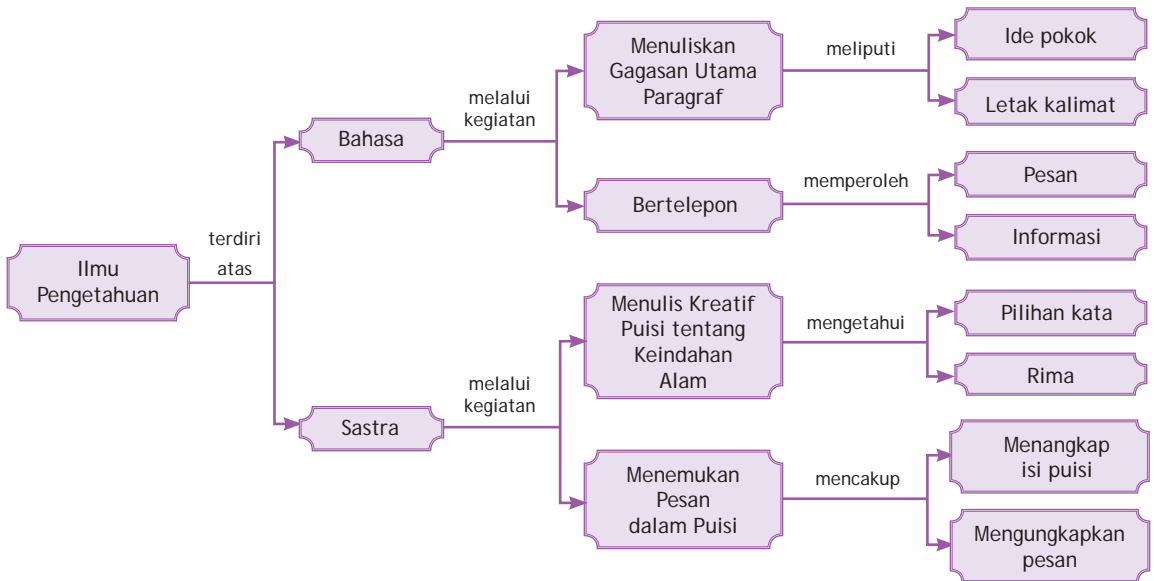 Ilmu
Pengetahuan
terdiri
atas
Bahasa
melalui
kegiatan
Menuliskan
Gagasan Utama
Paragraf
meliputi
Ide pokok
Letak kalimat
Bertelepon
memperoleh
Pesan
Informasi
Sastra
melalui
kegiatan
Menulis Kreatif
Puisi tentang
Keindahan
Alam
mengetahui
Pilihan kata
Rima
Menemukan
Pesan
dalam Puisi
mencakup
Menangkap
isi puisi
Mengungkapkan
pesan